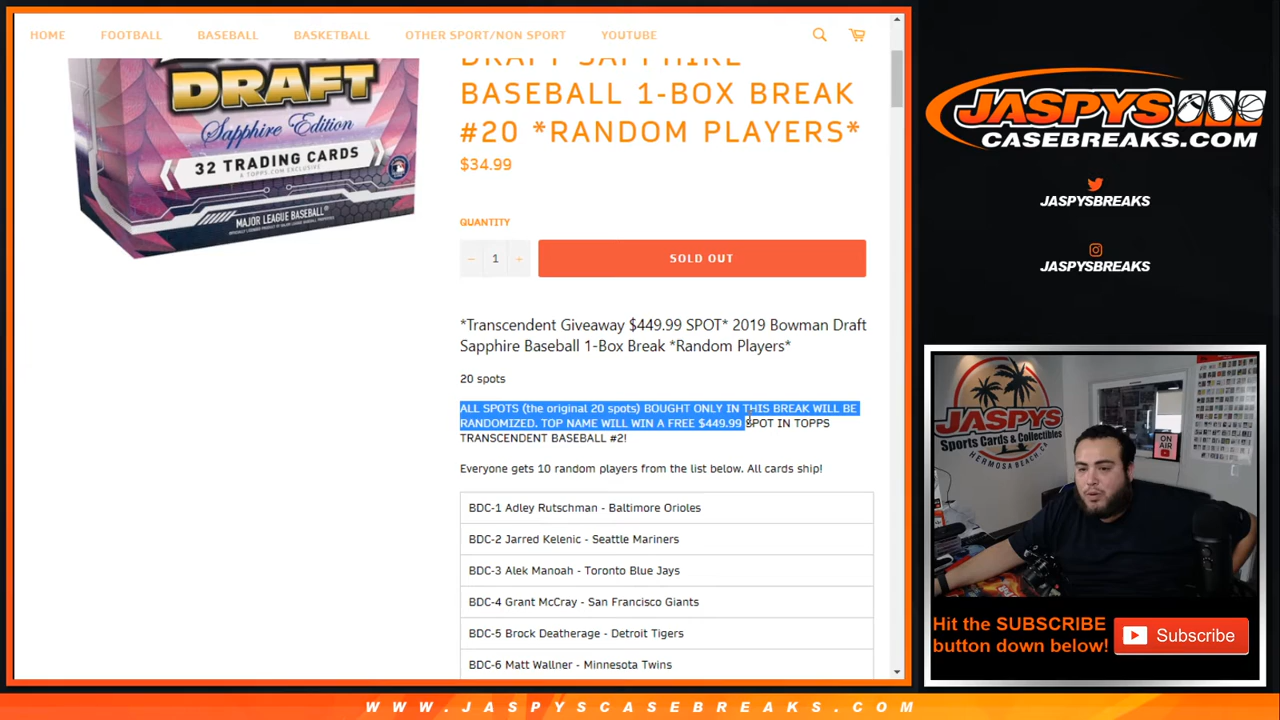 HOME FOOTBALL BASEBALL BASKETBALL OTHER SPORT/NON SPORT YOUTUBE
DRAFT
Sapphire Edition
32 TRADING CARDS
A TOPPS.COM EXCLUSIVE
MAJOR LEAGUE BASEBALL
DRAFT SAPPHIRE
BASEBALL 1-BOX BREAK
#20 *RANDOM PLAYERS*
$34.99
QUANTITY
− 1 +
SOLD OUT
*Transcendent Giveaway $449.99 SPOT* 2019 Bowman Draft
Sapphire Baseball 1-Box Break *Random Players*
20 spots
ALL SPOTS (the original 20 spots) BOUGHT ONLY IN THIS BREAK WILL BE
RANDOMIZED. TOP NAME WILL WIN A FREE $449.99 SPOT IN TOPPS
TRANSCENDENT BASEBALL #2!
Everyone gets 10 random players from the list below. All cards ship!
BDC-1 Adley Rutschman - Baltimore Orioles
BDC-2 Jarred Kelenic - Seattle Mariners
BDC-3 Alek Manoah - Toronto Blue Jays
BDC-4 Grant McCray - San Francisco Giants
BDC-5 Brock Deatherage - Detroit Tigers
BDC-6 Matt Wallner - Minnesota Twins
JASPYS
CASEBREAKS.COM
JASPYSBREAKS
JASPYSBREAKS
JASPYS
Sports Cards & Collectibles
HERMOSA BEACH, CA
ON AIR
Hit the SUBSCRIBE
button down below!
Subscribe
WWW.JASPYSCASEBREAKS.COM